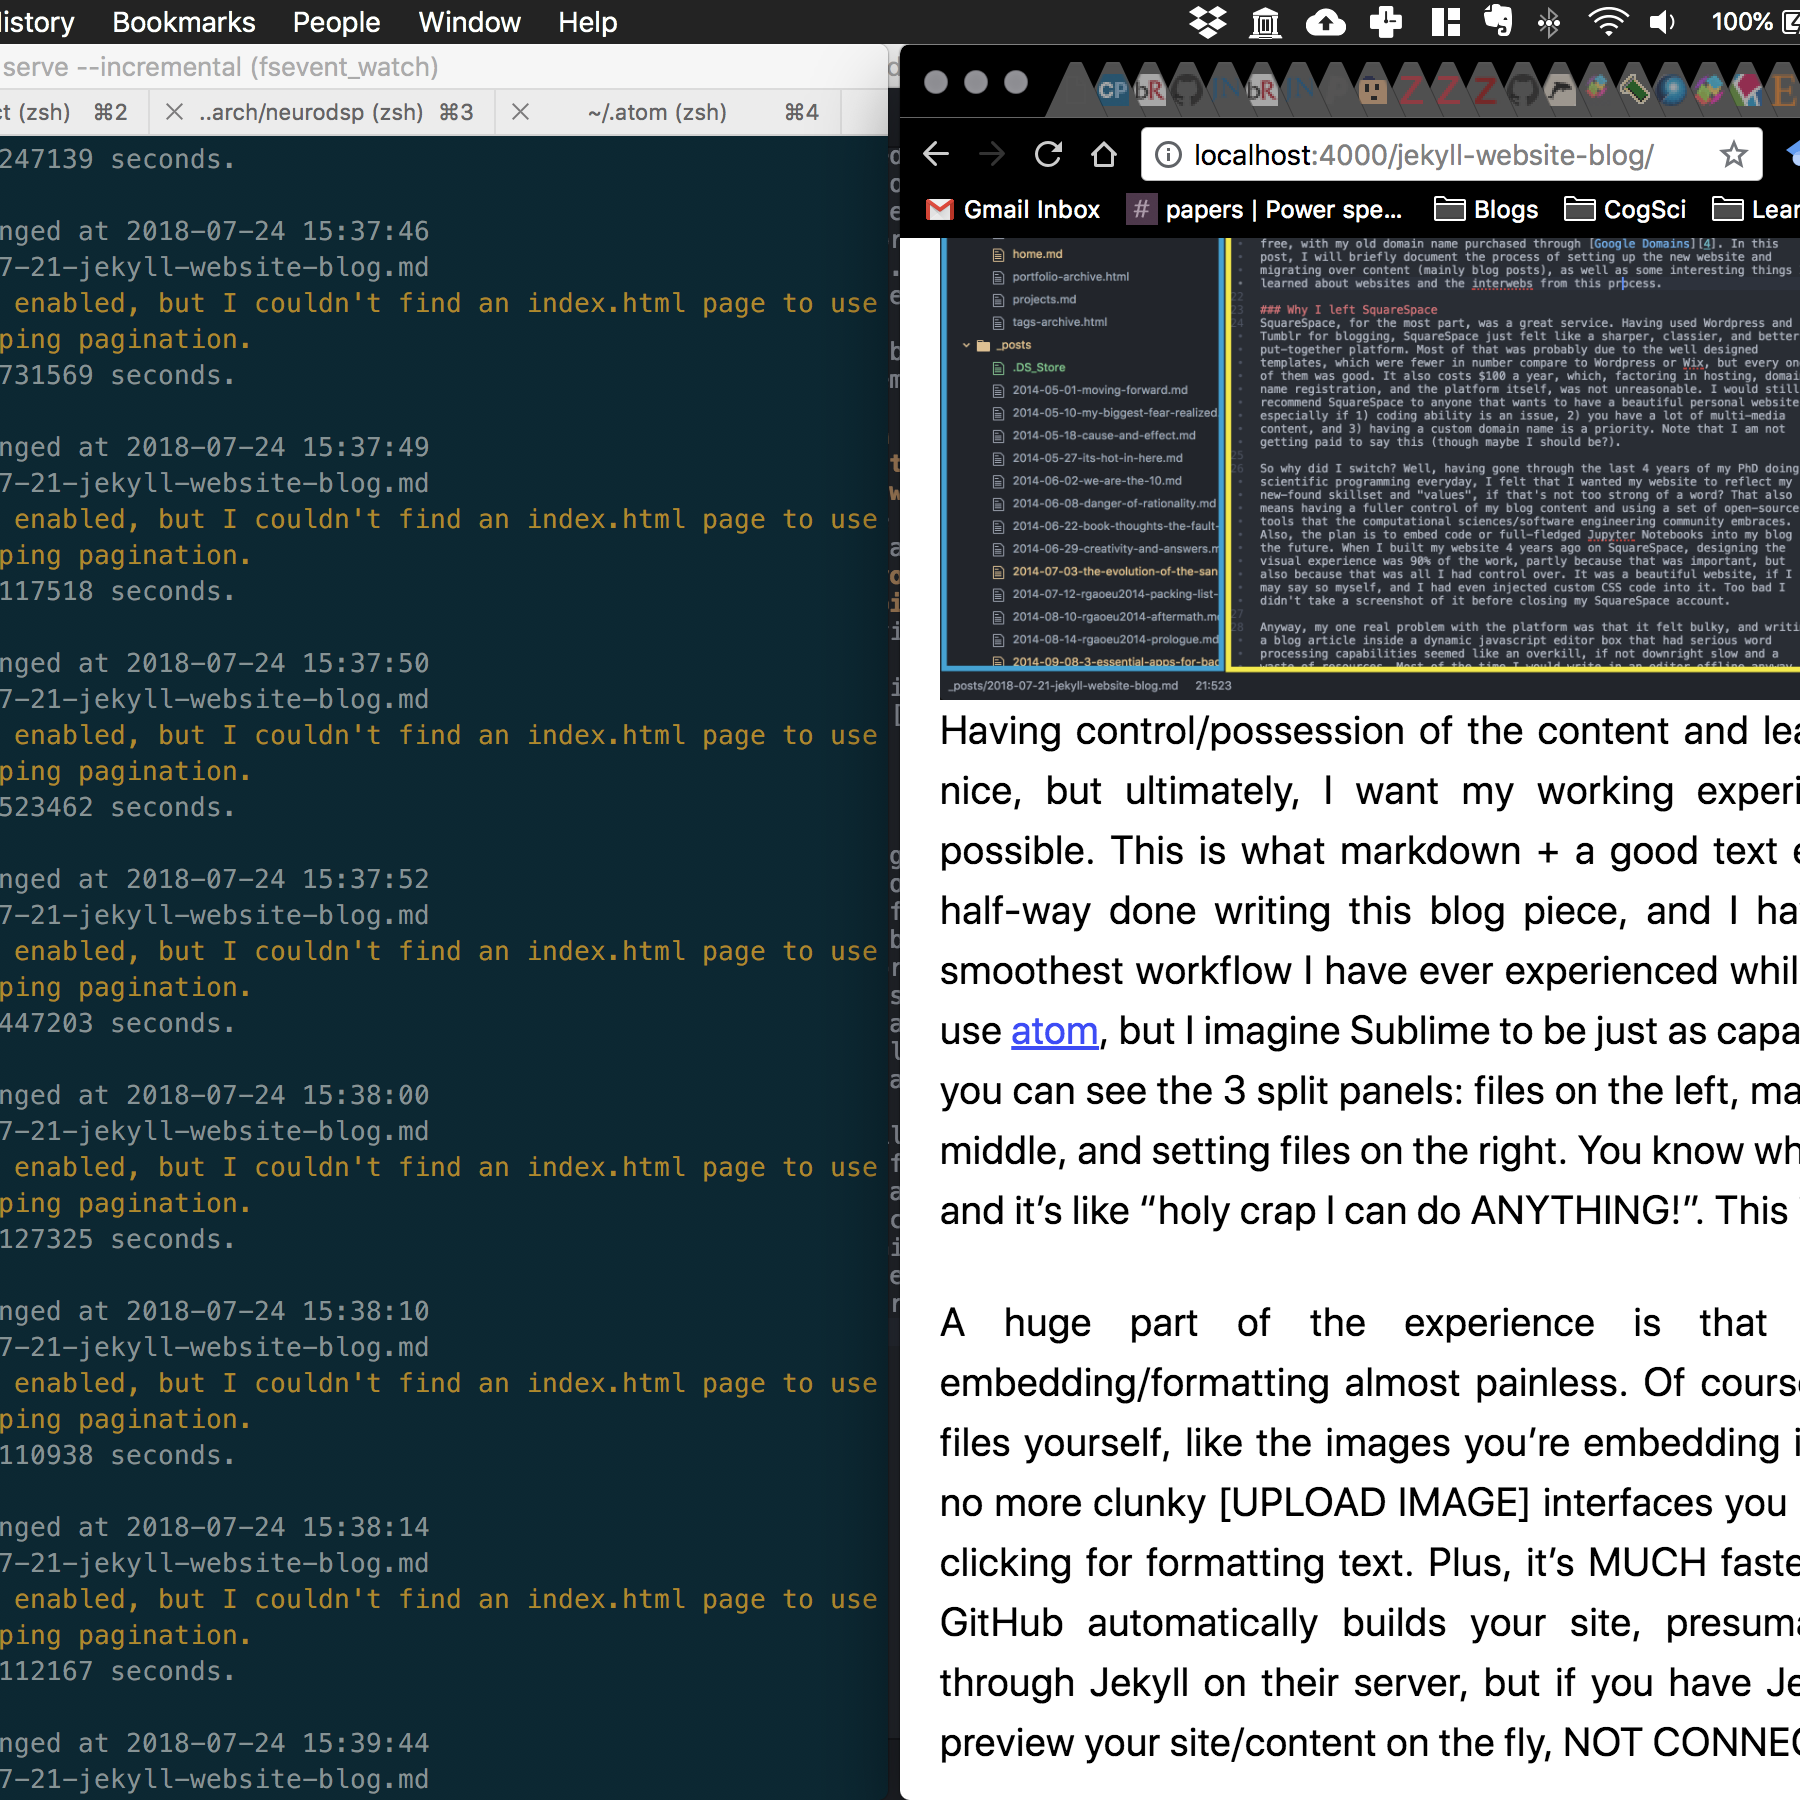 istory Bookmarks People Window Help 100%
serve --incremental (fsevent_watch)
ct (zsh) ⌘2 ..arch/neurodsp (zsh) ⌘3 ~/.atom (zsh) ⌘4
247139 seconds.
nged at 2018-07-24 15:37:46
7-21-jekyll-website-blog.md
enabled, but I couldn't find an index.html page to use
ping pagination.
731569 seconds.
nged at 2018-07-24 15:37:49
7-21-jekyll-website-blog.md
enabled, but I couldn't find an index.html page to use
ping pagination.
117518 seconds.
nged at 2018-07-24 15:37:50
7-21-jekyll-website-blog.md
enabled, but I couldn't find an index.html page to use
ping pagination.
523462 seconds.
nged at 2018-07-24 15:37:52
7-21-jekyll-website-blog.md
enabled, but I couldn't find an index.html page to use
ping pagination.
447203 seconds.
nged at 2018-07-24 15:38:00
7-21-jekyll-website-blog.md
enabled, but I couldn't find an index.html page to use
ping pagination.
127325 seconds.
nged at 2018-07-24 15:38:10
7-21-jekyll-website-blog.md
enabled, but I couldn't find an index.html page to use
ping pagination.
110938 seconds.
nged at 2018-07-24 15:38:14
7-21-jekyll-website-blog.md
enabled, but I couldn't find an index.html page to use
ping pagination.
112167 seconds.
nged at 2018-07-24 15:39:44
7-21-jekyll-website-blog.md
localhost:4000/jekyll-website-blog/
Gmail Inbox # papers | Power spe... Blogs CogSci Lear
home.md
portfolio-archive.html
projects.md
tags-archive.html
_posts
.DS_Store
2014-05-01-moving-forward.md
2014-05-10-my-biggest-fear-realized.
2014-05-18-cause-and-effect.md
2014-05-27-its-hot-in-here.md
2014-06-02-we-are-the-10.md
2014-06-08-danger-of-rationality.md
2014-06-22-book-thoughts-the-fault-
2014-06-29-creativity-and-answers.m
2014-07-03-the-evolution-of-the-san
2014-07-12-rgaoeu2014-packing-list-
2014-08-10-rgaoeu2014-aftermath.md
2014-08-14-rgaoeu2014-prologue.md
2014-09-08-3-essential-apps-for-bac
free, with my old domain name purchased through [Google Domains][4]. In this
post, I will briefly document the process of setting up the new website and
migrating over content (mainly blog posts), as well as some interesting things
learned about websites and the interwebs from this process.
22
23 ### Why I left SquareSpace
24 SquareSpace, for the most part, was a great service. Having used Wordpress and
Tumblr for blogging, SquareSpace just felt like a sharper, classier, and better
put-together platform. Most of that was probably due to the well designed
templates, which were fewer in number compare to Wordpress or Wix, but every one
of them was good. It also costs $100 a year, which, factoring in hosting, domai
name registration, and the platform itself, was not unreasonable. I would still
recommend SquareSpace to anyone that wants to have a beautiful personal website
especially if 1) coding ability is an issue, 2) you have a lot of multi-media
content, and 3) having a custom domain name is a priority. Note that I am not
getting paid to say this (though maybe I should be?).
25
26 So why did I switch? Well, having gone through the last 4 years of my PhD doing
scientific programming everyday, I felt that I wanted my website to reflect my
new-found skillset and "values", if that's not too strong of a word? That also
means having a fuller control of my blog content and using a set of open-source
tools that the computational sciences/software engineering community embraces.
Also, the plan is to embed code or full-fledged Jupyter Notebooks into my blog
the future. When I built my website 4 years ago on SquareSpace, designing the
visual experience was 90% of the work, partly because that was important, but
also because that was all I had control over. It was a beautiful website, if I
may say so myself, and I had even injected custom CSS code into it. Too bad I
didn't take a screenshot of it before closing my SquareSpace account.
27
28 Anyway, my one real problem with the platform was that it felt bulky, and writi
a blog article inside a dynamic javascript editor box that had serious word
processing capabilities seemed like an overkill, if not downright slow and a
waste of resources. Most of the time I would write in an editor offline anyway
_posts/2018-07-21-jekyll-website-blog.md 21:523
Having control/possession of the content and lea
nice, but ultimately, I want my working experi
possible. This is what markdown + a good text e
half-way done writing this blog piece, and I hav
smoothest workflow I have ever experienced whil
use atom, but I imagine Sublime to be just as capa
you can see the 3 split panels: files on the left, ma
middle, and setting files on the right. You know wh
and it's like “holy crap I can do ANYTHING!”. This
A huge part of the experience is that
embedding/formatting almost painless. Of course
files yourself, like the images you're embedding i
no more clunky [UPLOAD IMAGE] interfaces you
clicking for formatting text. Plus, it's MUCH faste
GitHub automatically builds your site, presuma
through Jekyll on their server, but if you have Je
preview your site/content on the fly, NOT CONNEC